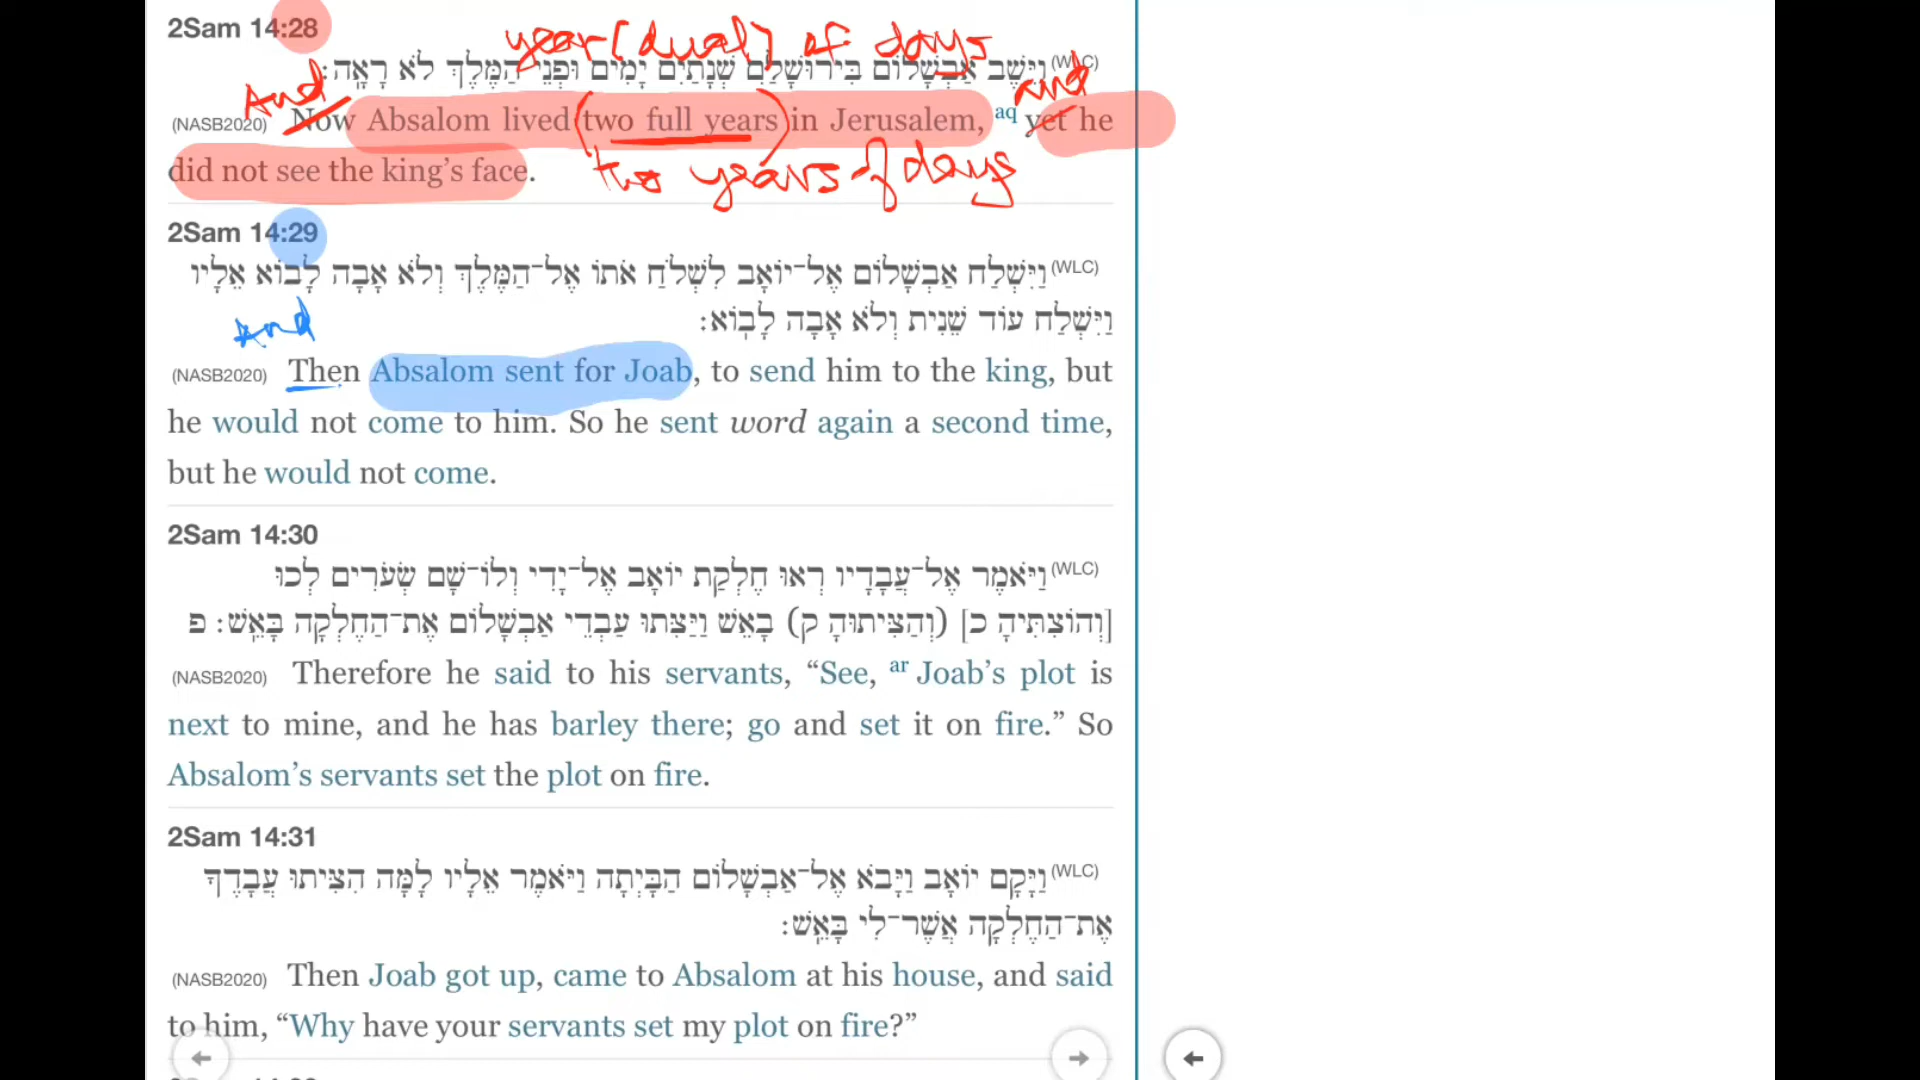 2Sam 14:28
year (dual) of days
(WLC) וַיֵּשֶׁב אַבְשָׁלוֹם בִּירוּשָׁלִַם שְׁנָתַיִם יָמִים וּפְנֵי הַמֶּלֶךְ לֹא רָאָה׃
And and
(NASB2020) Now Absalom lived (two full years) in Jerusalem, aq yet he
did not see the king’s face.
two years of days
2Sam 14:29
(WLC) וַיִּשְׁלַח אַבְשָׁלוֹם אֶל־יוֹאָב לִשְׁלֹחַ אֹתוֹ אֶל־הַמֶּלֶךְ וְלֹא אָבָה לָבוֹא אֵלָיו
וַיִּשְׁלַח עוֹד שֵׁנִית וְלֹא אָבָה לָבוֹא׃
And
(NASB2020) Then Absalom sent for Joab, to send him to the king, but
he would not come to him. So he sent word again a second time,
but he would not come.
2Sam 14:30
(WLC) וַיֹּאמֶר אֶל־עֲבָדָיו רְאוּ חֶלְקַת יוֹאָב אֶל־יָדִי וְלוֹ־שָׁם שְׂעֹרִים לְכוּ
[וְהוֹצִתִּיהָ כ] (וְהַצִּיתוּהָ ק) בָאֵשׁ וַיַּצִּתוּ עַבְדֵי אַבְשָׁלוֹם אֶת־הַחֶלְקָה בָּאֵשׁ׃ פ
(NASB2020) Therefore he said to his servants, “See, ar Joab’s plot is
next to mine, and he has barley there; go and set it on fire.” So
Absalom’s servants set the plot on fire.
2Sam 14:31
(WLC) וַיָּקָם יוֹאָב וַיָּבֹא אֶל־אַבְשָׁלוֹם הַבָּיְתָה וַיֹּאמֶר אֵלָיו לָמָּה הִצִּיתוּ עֲבָדֶךָ
אֶת־הַחֶלְקָה אֲשֶׁר־לִי בָּאֵשׁ׃
(NASB2020) Then Joab got up, came to Absalom at his house, and said
to him, “Why have your servants set my plot on fire?”